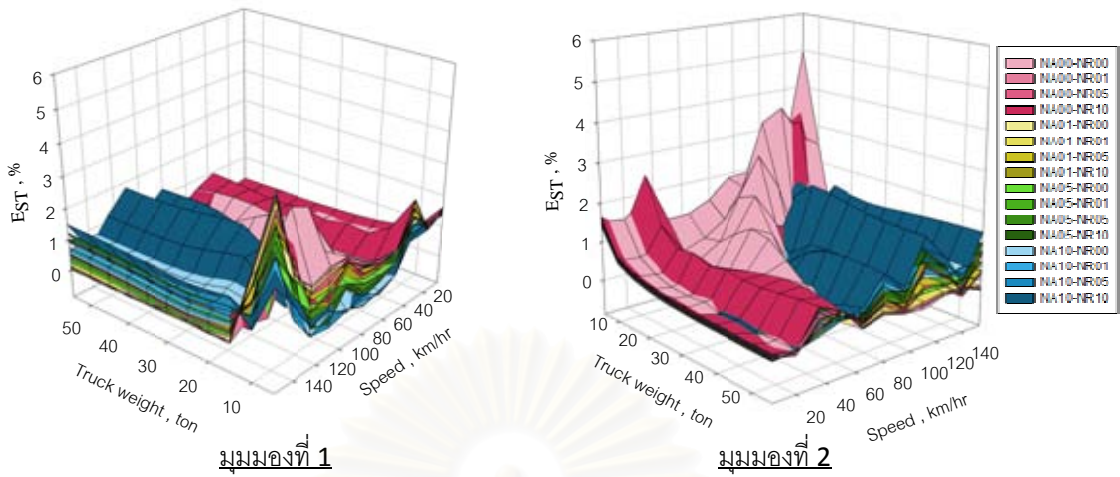 6
5
4
3
2
1
0
EST , %
50
40
30
20
10
Truck weight , ton
140
120
100
80
60
40
20
Speed , km/hr
มุมมองที่ 1
6
5
4
3
2
1
0
EST , %
10
20
30
40
50
Truck weight , ton
20
40
60
80
100
120
140
Speed , km/hr
มุมมองที่ 2
NA00-NR00
NA00-NR01
NA00-NR05
NA00-NR10
NA01-NR00
NA01-NR01
NA01-NR05
NA01-NR10
NA05-NR00
NA05-NR01
NA05-NR05
NA05-NR10
NA10-NR00
NA10-NR01
NA10-NR05
NA10-NR10